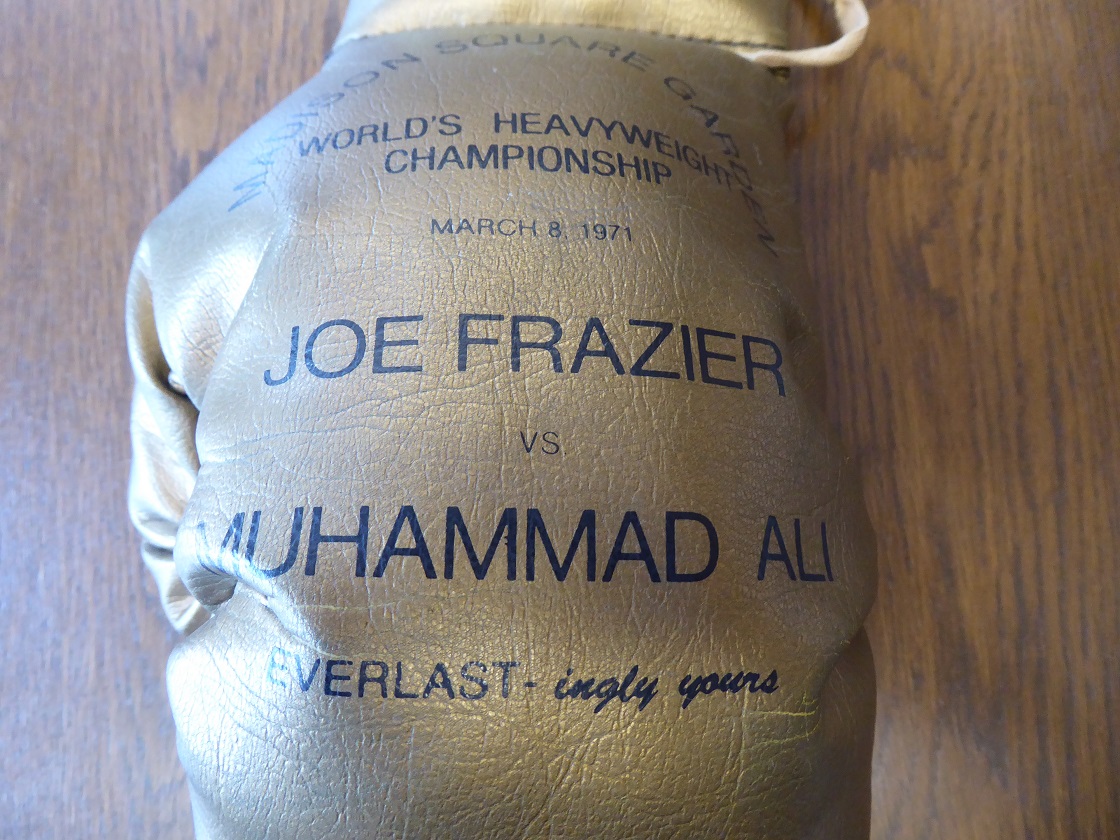 MADISON SQUARE GARDEN
WORLD'S HEAVYWEIGHT
CHAMPIONSHIP
MARCH 8, 1971
JOE FRAZIER
VS
MUHAMMAD ALI
EVERLAST- ingly yours